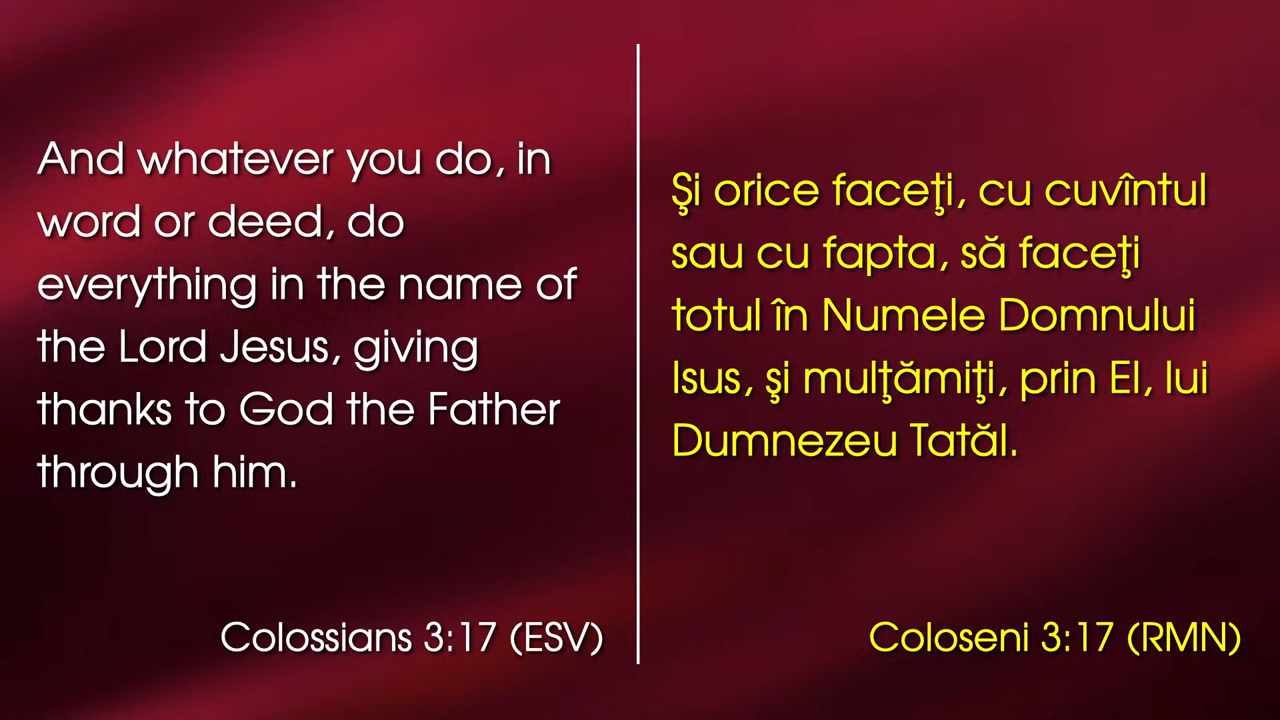 And whatever you do, in
word or deed, do
everything in the name of
the Lord Jesus, giving
thanks to God the Father
through him.
Colossians 3:17 (ESV)
Şi orice faceţi, cu cuvîntul
sau cu fapta, să faceţi
totul în Numele Domnului
Isus, şi mulţămiţi, prin El, lui
Dumnezeu Tatăl.
Coloseni 3:17 (RMN)